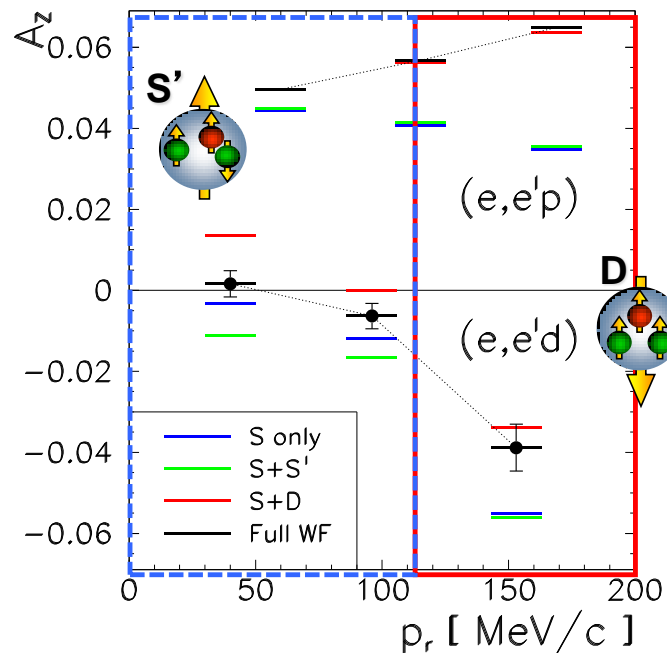 A_z
0.06
0.04
0.02
0
−0.02
−0.04
−0.06
S’
(e,e'p)
D
(e,e'd)
S only
S+S'
S+D
Full WF
0 50 100 150 200
p_r [ MeV/c ]